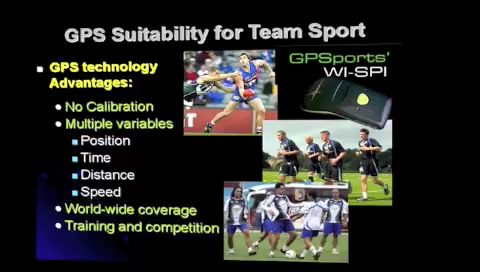 GPS Suitability for Team Sport
GPS technology
Advantages:
No Calibration
Multiple variables
Position
Time
Distance
Speed
World-wide coverage
Training and competition
GPSports'
WI-SPI